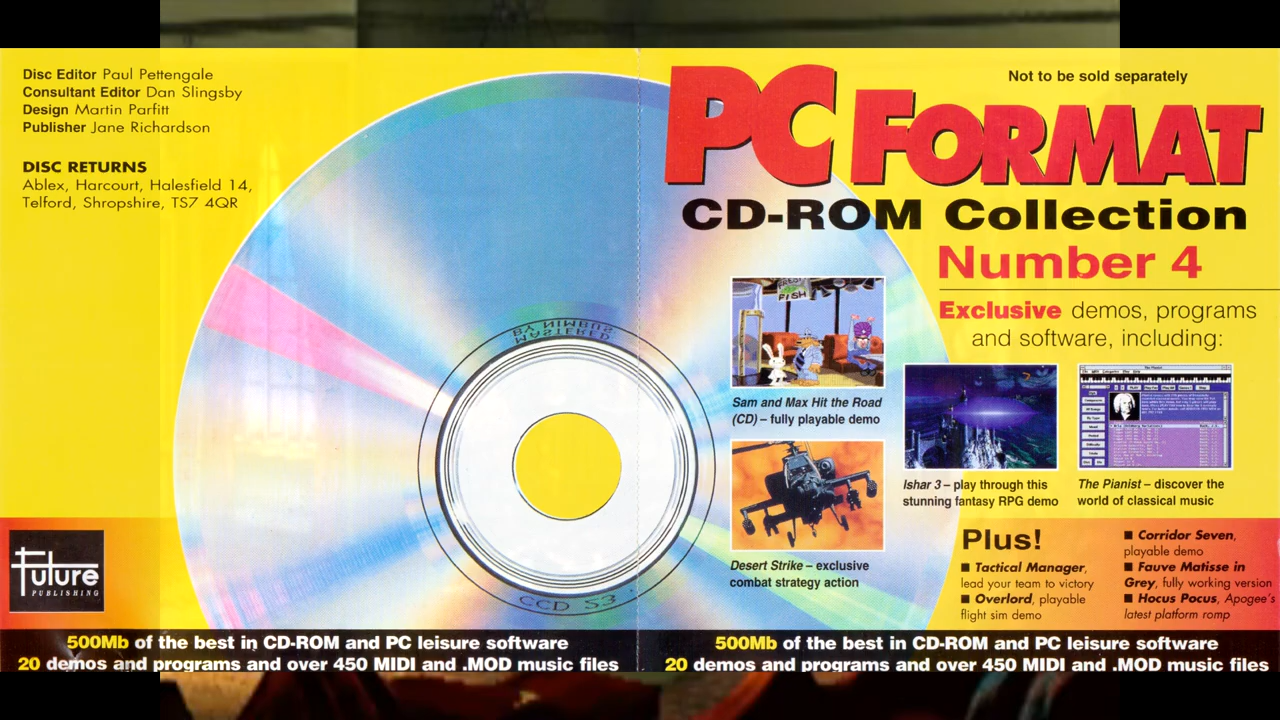 Disc Editor Paul Pettengale
Consultant Editor Dan Slingsby
Design Martin Parfitt
Publisher Jane Richardson
DISC RETURNS
Ablex, Harcourt, Halesfield 14,
Telford, Shropshire, TS7 4QR
MASTERED
BY NIMBUS
CCD S3
Future
PUBLISHING
500Mb of the best in CD-ROM and PC leisure software
20 demos and programs and over 450 MIDI and .MOD music files
Not to be sold separately
PC FORMAT
CD-ROM Collection
Number 4
Exclusive demos, programs
and software, including:
FISH
Sam and Max Hit the Road
(CD) – fully playable demo
Ishar 3 – play through this
stunning fantasy RPG demo
The Pianist – discover the
world of classical music
Desert Strike – exclusive
combat strategy action
Plus!
■ Tactical Manager,
lead your team to victory
■ Overlord, playable
flight sim demo
■ Corridor Seven,
playable demo
■ Fauve Matisse in
Grey, fully working version
■ Hocus Pocus, Apogee's
latest platform romp
500Mb of the best in CD-ROM and PC leisure software
20 demos and programs and over 450 MIDI and .MOD music files